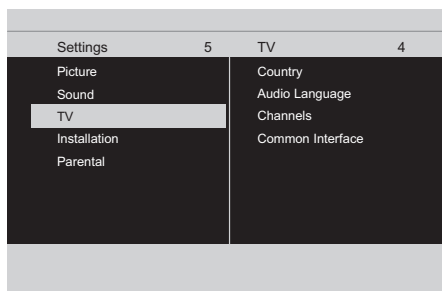 Settings 5 TV 4
Picture Country
Sound Audio Language
TV Channels
Installation Common Interface
Parental